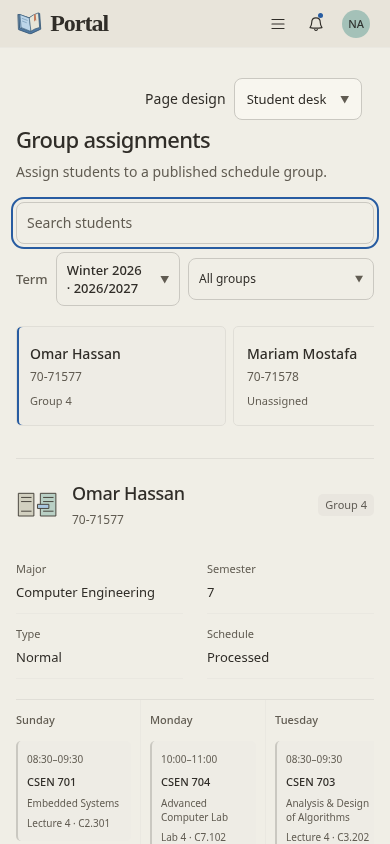 Portal
NA
Page design
Student desk
Group assignments
Assign students to a published schedule group.
Search students
Term
Winter 2026
· 2026/2027
All groups
Omar Hassan
70-71577
Group 4
Mariam Mostafa
70-71578
Unassigned
Omar Hassan
70-71577
Group 4
Major
Computer Engineering
Semester
7
Type
Normal
Schedule
Processed
Sunday
08:30–09:30
CSEN 701
Embedded Systems
Lecture 4 · C2.301
Monday
10:00–11:00
CSEN 704
Advanced
Computer Lab
Lab 4 · C7.102
Tuesday
08:30–09:30
CSEN 703
Analysis & Design
of Algorithms
Lecture 4 · C3.202